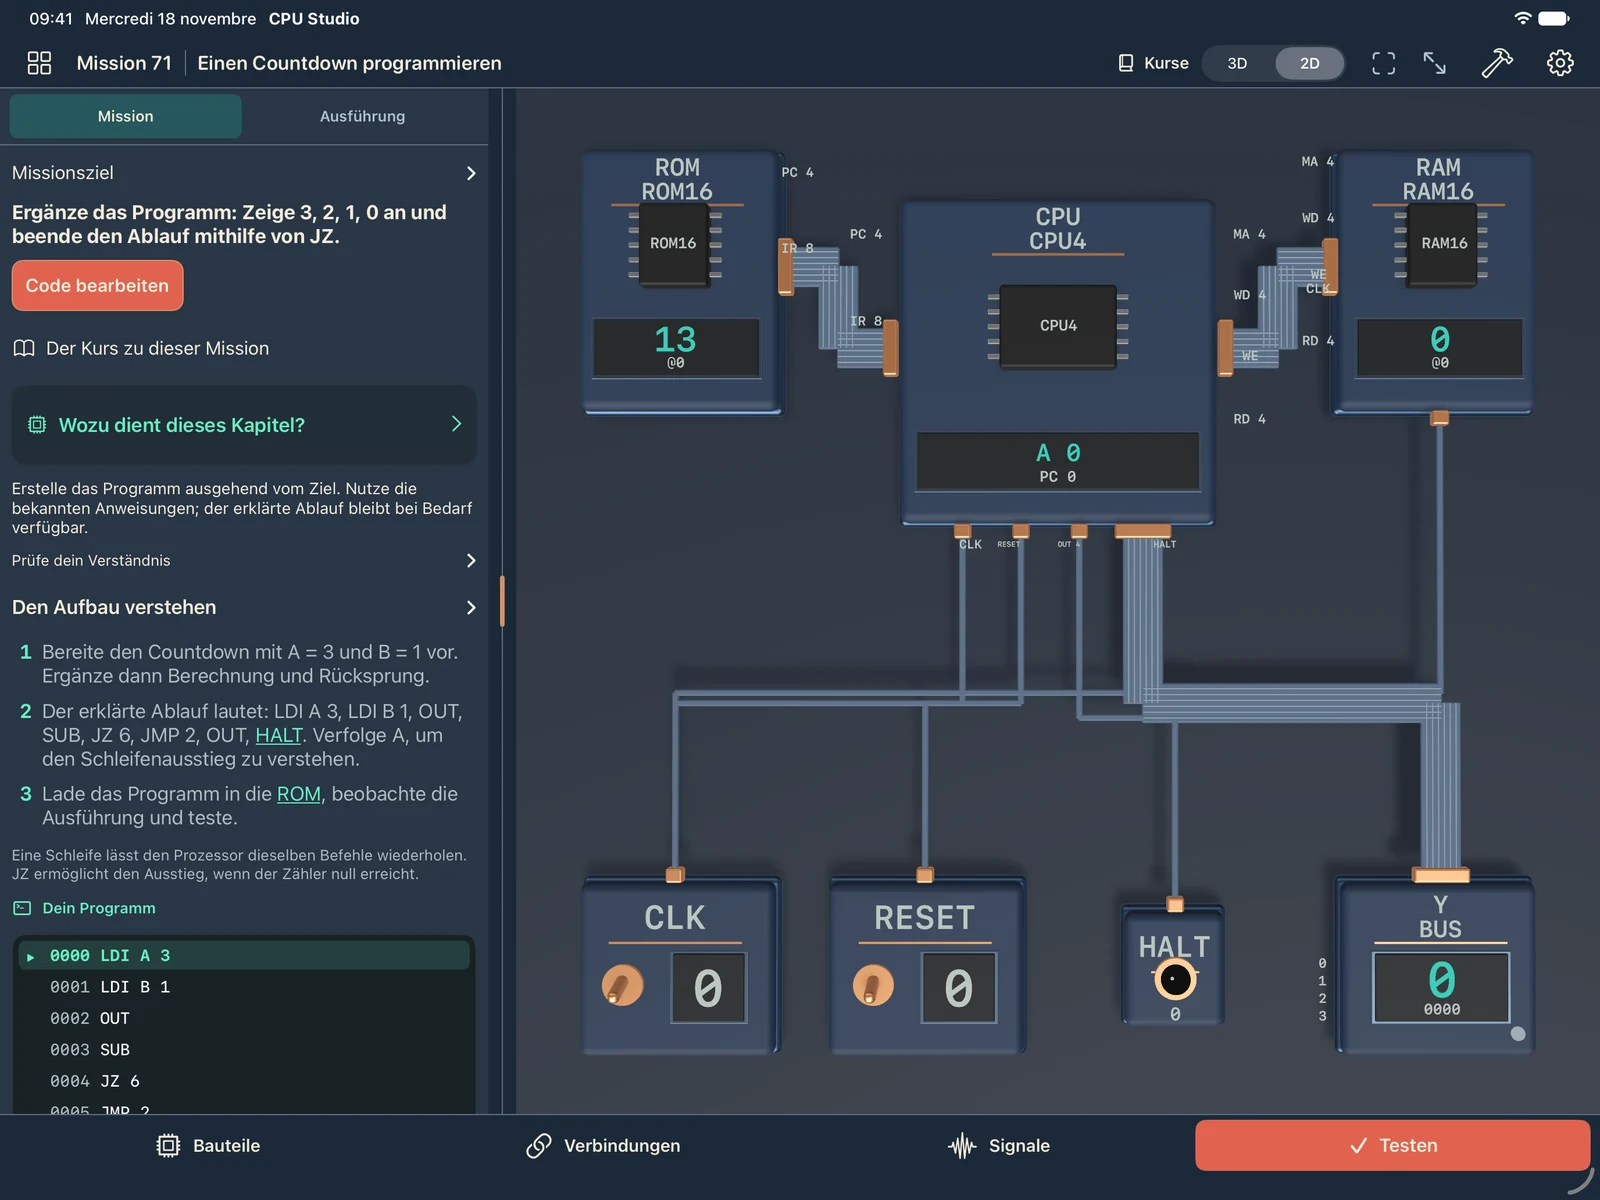 09:41 Mercredi 18 novembre CPU Studio
Mission 71 Einen Countdown programmieren
Kurse 3D 2D
Mission Ausführung
Missionsziel
Ergänze das Programm: Zeige 3, 2, 1, 0 an und
beende den Ablauf mithilfe von JZ.
Code bearbeiten
Der Kurs zu dieser Mission
Wozu dient dieses Kapitel?
Erstelle das Programm ausgehend vom Ziel. Nutze die
bekannten Anweisungen; der erklärte Ablauf bleibt bei Bedarf
verfügbar.
Prüfe dein Verständnis
Den Aufbau verstehen
1 Bereite den Countdown mit A = 3 und B = 1 vor.
Ergänze dann Berechnung und Rücksprung.
2 Der erklärte Ablauf lautet: LDI A 3, LDI B 1, OUT,
SUB, JZ 6, JMP 2, OUT, HALT. Verfolge A, um
den Schleifenausstieg zu verstehen.
3 Lade das Programm in die ROM, beobachte die
Ausführung und teste.
Eine Schleife lässt den Prozessor dieselben Befehle wiederholen.
JZ ermöglicht den Ausstieg, wenn der Zähler null erreicht.
Dein Programm
0000 LDI A 3
0001 LDI B 1
0002 OUT
0003 SUB
0004 JZ 6
0005 JMP 2
ROM
ROM16
ROM16
13
@0
PC 4
IR 8
PC 4
IR 8
CPU
CPU4
CPU4
A 0
PC 0
CLK RESET OUT 4 HALT
MA 4
WD 4
WE
RD 4
MA 4
WD 4
WE
CLK
RD 4
RAM
RAM16
RAM16
0
@0
CLK
0
RESET
0
HALT
0
0
1
2
3
Y
BUS
0
0000
Bauteile Verbindungen Signale Testen